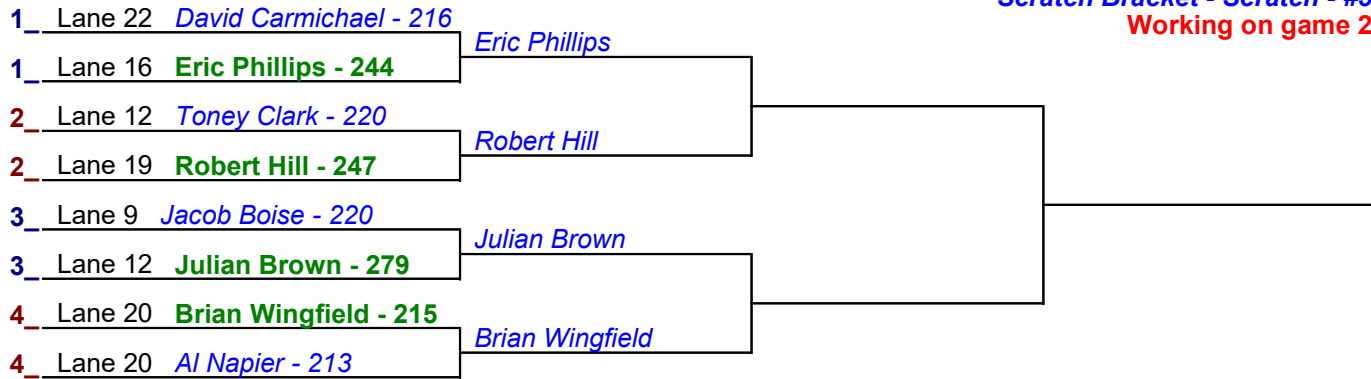 Scratch Bracket - Scratch - #
Working on game 2
1_ Lane 22 David Carmichael - 216
Eric Phillips
1_ Lane 16 Eric Phillips - 244
2_ Lane 12 Toney Clark - 220
Robert Hill
2_ Lane 19 Robert Hill - 247
3_ Lane 9 Jacob Boise - 220
Julian Brown
3_ Lane 12 Julian Brown - 279
4_ Lane 20 Brian Wingfield - 215
Brian Wingfield
4_ Lane 20 Al Napier - 213